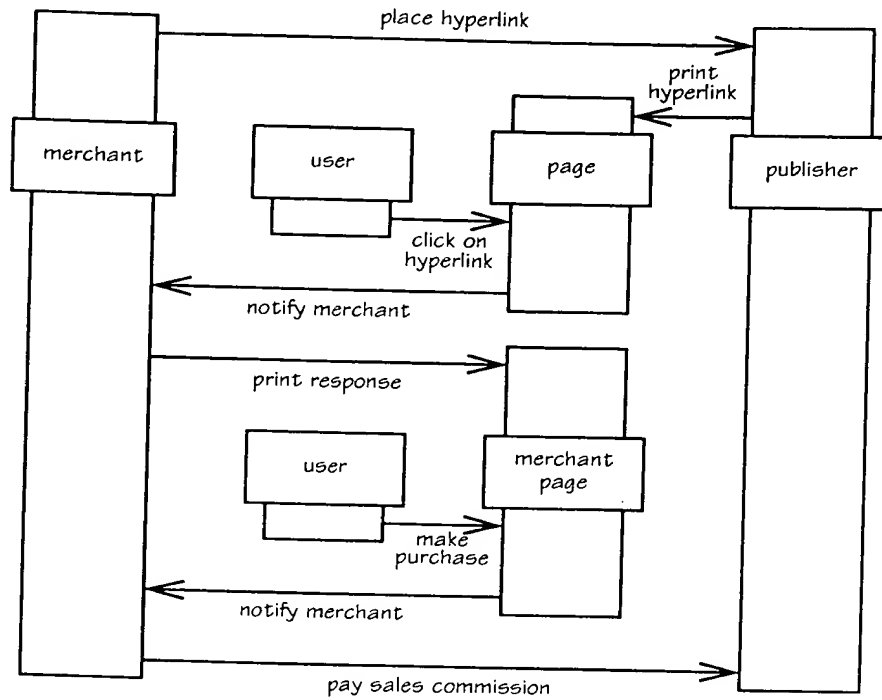 place hyperlink
print
hyperlink
merchant
user
page
publisher
click on
hyperlink
notify merchant
print response
user
merchant
page
make
purchase
notify merchant
pay sales commission